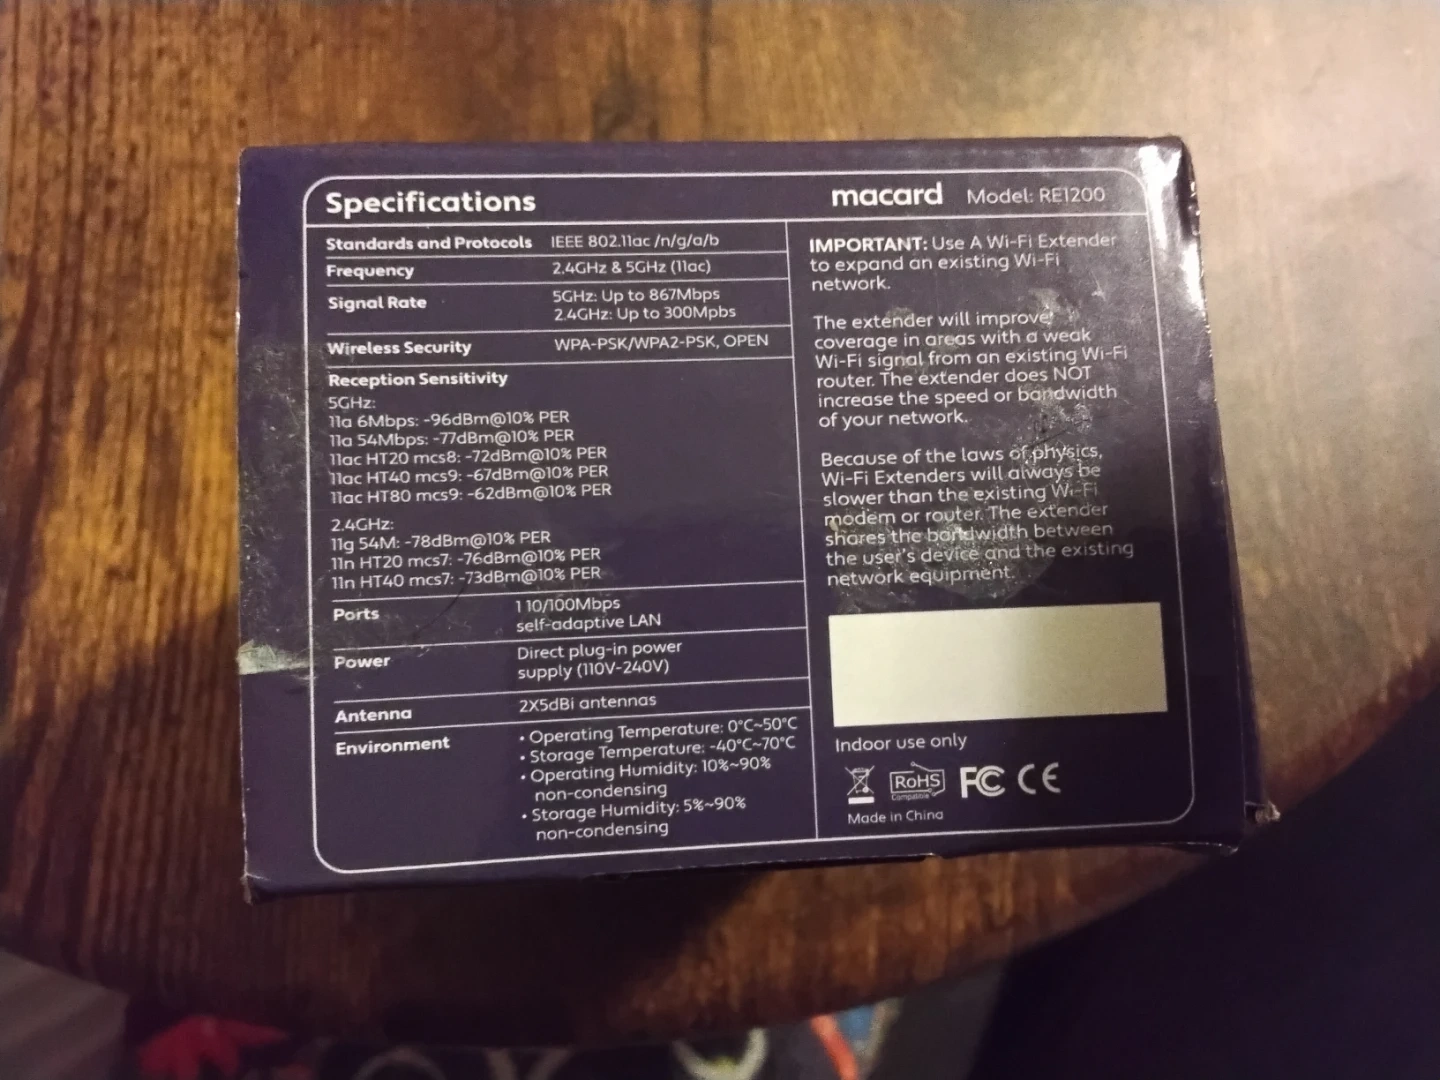 Specifications
macard Model: RE1200
Standards and Protocols IEEE 802.11ac /n/g/a/b
Frequency 2.4GHz & 5GHz (11ac)
Signal Rate 5GHz: Up to 867Mbps
2.4GHz: Up to 300Mpbs
Wireless Security WPA-PSK/WPA2-PSK, OPEN
Reception Sensitivity
5GHz:
11a 6Mbps: -96dBm@10% PER
11a 54Mbps: -77dBm@10% PER
11ac HT20 mcs8: -72dBm@10% PER
11ac HT40 mcs9: -67dBm@10% PER
11ac HT80 mcs9: -62dBm@10% PER
2.4GHz:
11g 54M: -78dBm@10% PER
11n HT20 mcs7: -76dBm@10% PER
11n HT40 mcs7: -73dBm@10% PER
Ports 1 10/100Mbps
self-adaptive LAN
Power Direct plug-in power
supply (110V-240V)
Antenna 2X5dBi antennas
Environment • Operating Temperature: 0°C~50°C
• Storage Temperature: -40°C~70°C
• Operating Humidity: 10%~90%
non-condensing
• Storage Humidity: 5%~90%
non-condensing
IMPORTANT: Use A Wi-Fi Extender
to expand an existing Wi-Fi
network.
The extender will improve
coverage in areas with a weak
Wi-Fi signal from an existing Wi-Fi
router. The extender does NOT
increase the speed or bandwidth
of your network.
Because of the laws of physics,
Wi-Fi Extenders will always be
slower than the existing Wi-Fi
modem or router. The extender
shares the bandwidth between
the user's device and the existing
network equipment.
Indoor use only
RoHS
Compatible
FC CE
Made in China